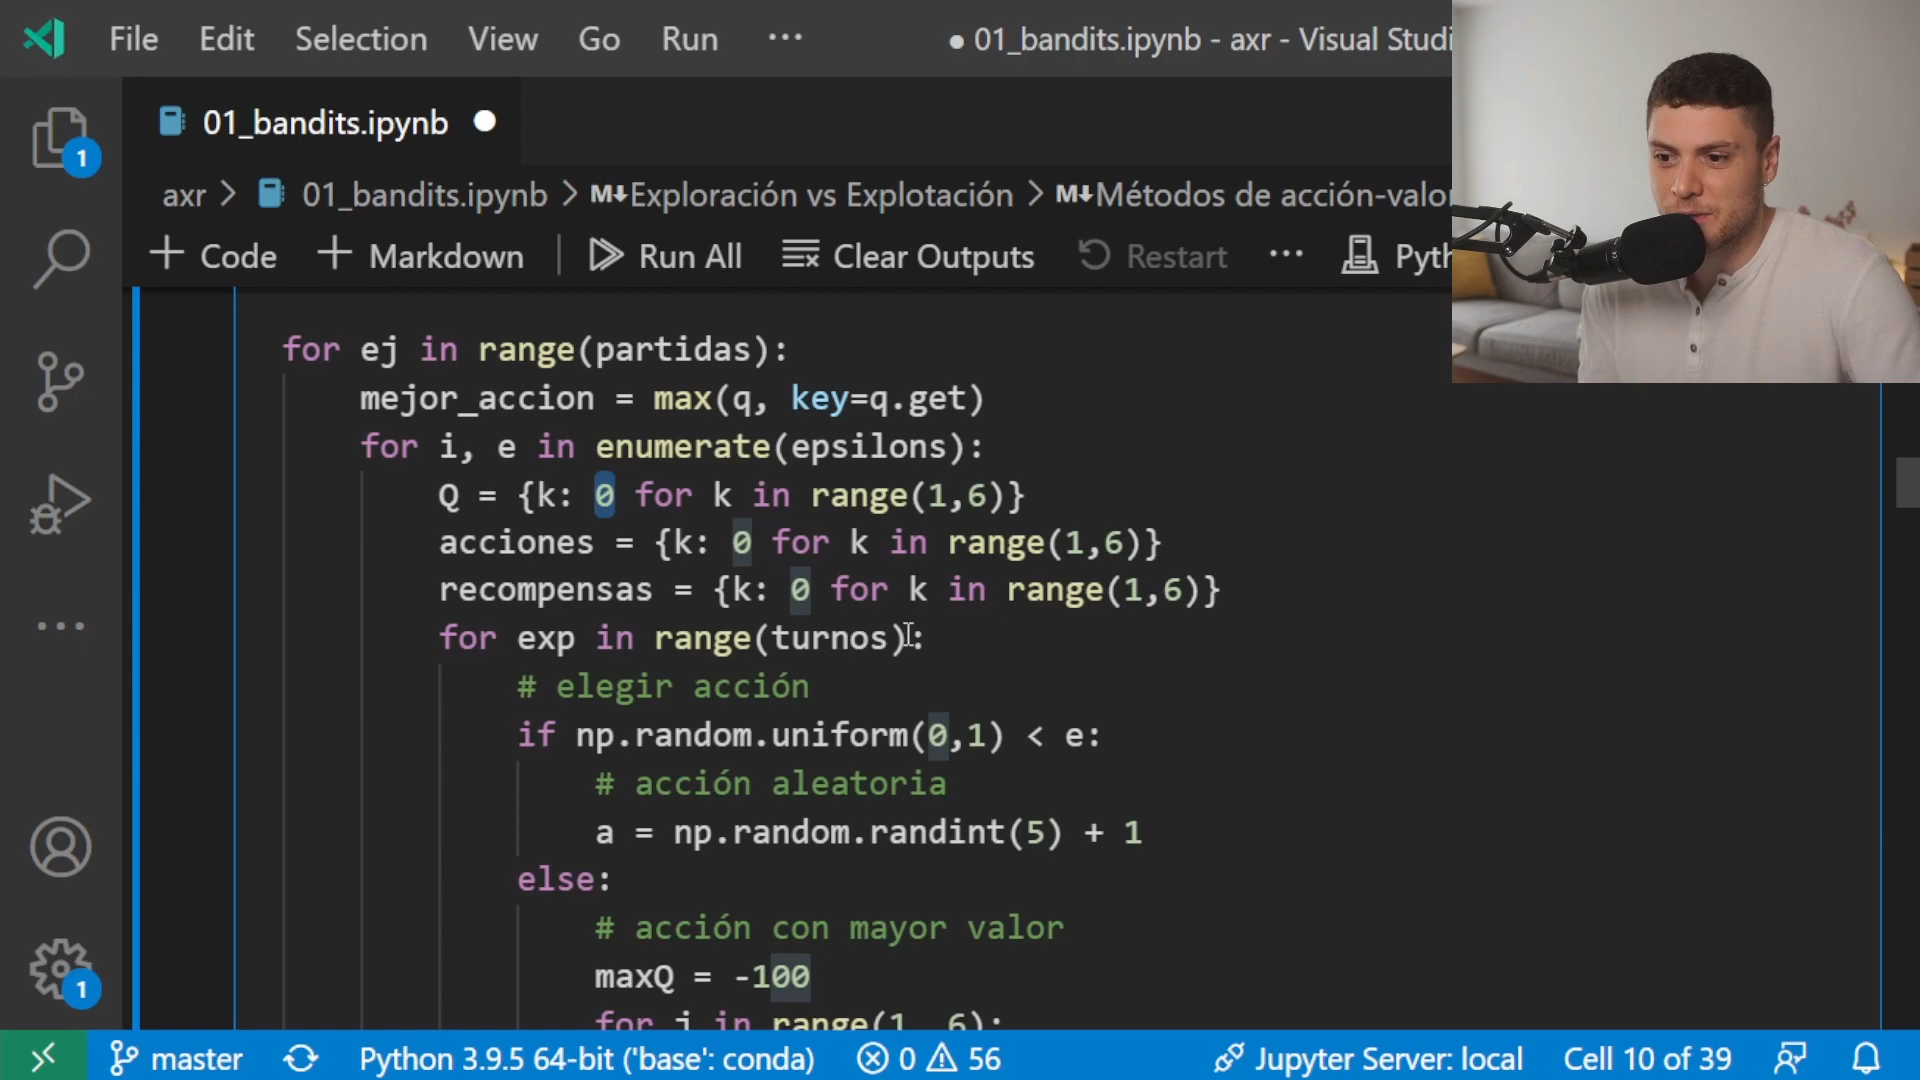 File Edit Selection View Go Run ··· ● 01_bandits.ipynb - axr - Visual Studi
01_bandits.ipynb ●
1
axr > 01_bandits.ipynb > M↓Exploración vs Explotación > M↓Métodos de acción-valo
+ Code + Markdown | Run All Clear Outputs Restart ··· Pyth
for ej in range(partidas):
mejor_accion = max(q, key=q.get)
for i, e in enumerate(epsilons):
Q = {k: 0 for k in range(1,6)}
acciones = {k: 0 for k in range(1,6)}
recompensas = {k: 0 for k in range(1,6)}
for exp in range(turnos):
# elegir acción
if np.random.uniform(0,1) < e:
# acción aleatoria
a = np.random.randint(5) + 1
else:
# acción con mayor valor
maxQ = -100
for i in range(1, 6):
1
master Python 3.9.5 64-bit ('base': conda) 0 56 Jupyter Server: local Cell 10 of 39